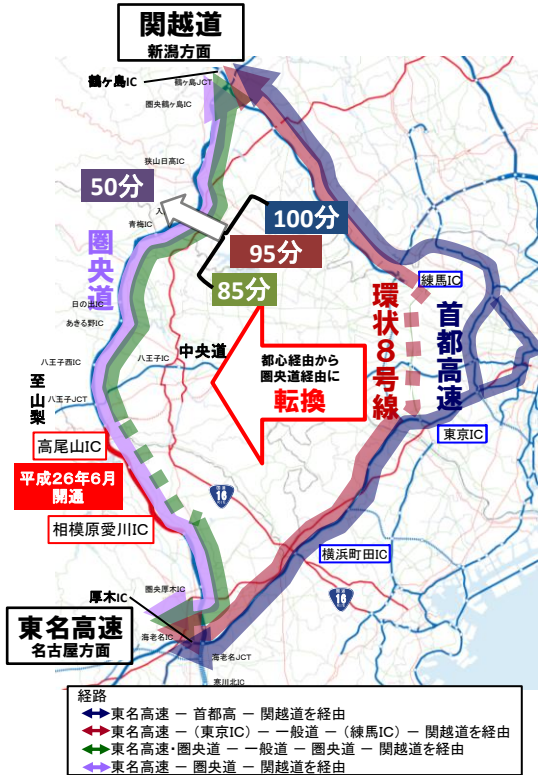 関越道
新潟方面
鶴ヶ島IC
鶴ヶ島JCT
圏央鶴ヶ島IC
狭山日高IC
50分
入
青梅IC
100分
95分
85分
圏央道
日の出IC
あきる野IC
八王子西IC
八王子IC
中央道
八王子JCT
至山梨
都心経由から
圏央道経由に
転換
環状8号線
首都高速
練馬IC
東京IC
高尾山IC
平成26年6月
開通
相模原愛川IC
国道
16
横浜町田IC
国道
16
圏央厚木IC
厚木IC
東名高速
名古屋方面
海老名IC
海老名JCT
寒川北IC
経路
東名高速 － 首都高 － 関越道を経由
東名高速 － (東京IC) － 一般道 － (練馬IC) － 関越道を経由
東名高速・圏央道 － 一般道 － 圏央道 － 関越道を経由
東名高速 － 圏央道 － 関越道を経由